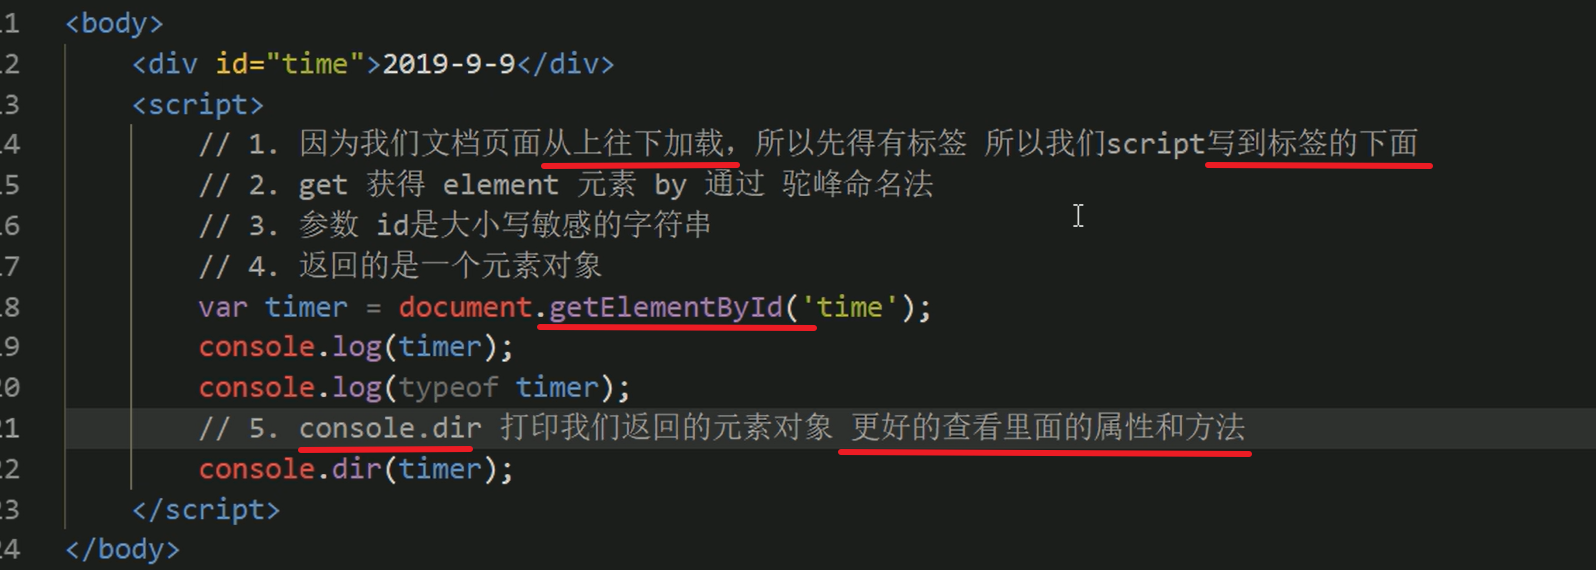 11 <body>
12 <div id="time">2019-9-9</div>
13 <script>
14 // 1. 因为我们文档页面从上往下加载，所以先得有标签 所以我们script写到标签的下面
15 // 2. get 获得 element 元素 by 通过 驼峰命名法
16 // 3. 参数 id是大小写敏感的字符串
17 // 4. 返回的是一个元素对象
18 var timer = document.getElementById('time');
19 console.log(timer);
20 console.log(typeof timer);
21 // 5. console.dir 打印我们返回的元素对象 更好的查看里面的属性和方法
22 console.dir(timer);
23 </script>
24 </body>